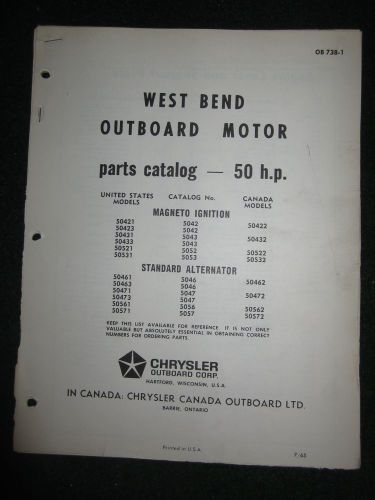 OB 738-1
WEST BEND
OUTBOARD MOTOR
parts catalog — 50 h.p.
UNITED STATES MODELS CATALOG No. CANADA MODELS
MAGNETO IGNITION
50421 5042 50422
50423 5042
50431 5043 50432
50433 5043
50521 5052 50522
50531 5053 50532
STANDARD ALTERNATOR
50461 5046 50462
50463 5046
50471 5047 50472
50473 5047
50561 5056 50562
50571 5057 50572
KEEP THIS LIST AVAILABLE FOR REFERENCE. IT IS NOT ONLY
VALUABLE BUT ABSOLUTELY ESSENTIAL IN OBTAINING CORRECT
NUMBERS FOR ORDERING PARTS.
CHRYSLER
OUTBOARD CORP.
HARTFORD, WISCONSIN, U.S.A.
IN CANADA: CHRYSLER CANADA OUTBOARD LTD.
BARRIE, ONTARIO
Printed in U.S.A.